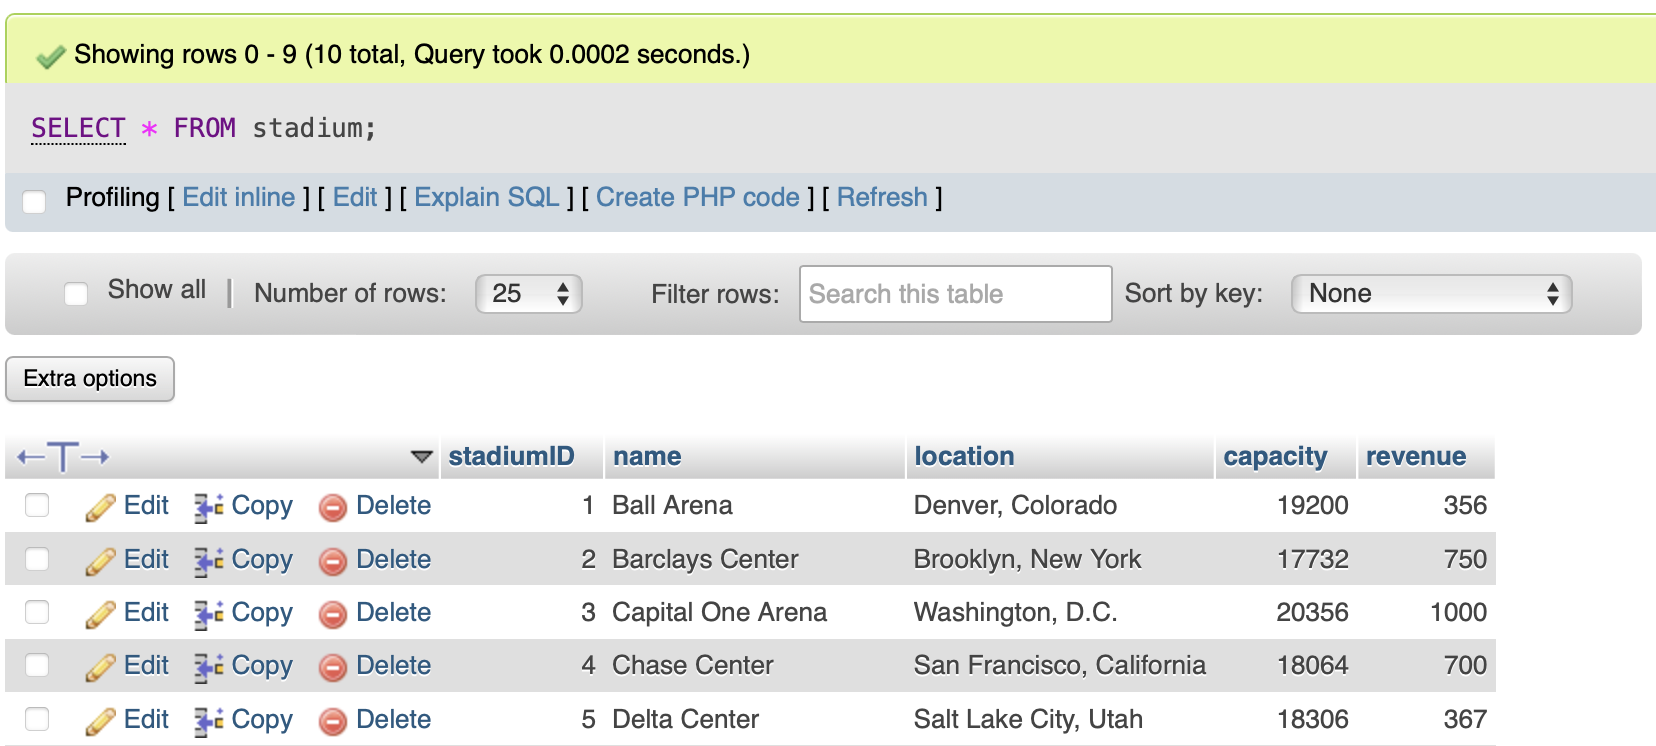 Showing rows 0 - 9 (10 total, Query took 0.0002 seconds.)
SELECT * FROM stadium;
Profiling [ Edit inline ] [ Edit ] [ Explain SQL ] [ Create PHP code ] [ Refresh ]
Show all | Number of rows: 25 Filter rows: Search this table Sort by key: None
Extra options
stadiumID name location capacity revenue
Edit Copy Delete 1 Ball Arena Denver, Colorado 19200 356
Edit Copy Delete 2 Barclays Center Brooklyn, New York 17732 750
Edit Copy Delete 3 Capital One Arena Washington, D.C. 20356 1000
Edit Copy Delete 4 Chase Center San Francisco, California 18064 700
Edit Copy Delete 5 Delta Center Salt Lake City, Utah 18306 367